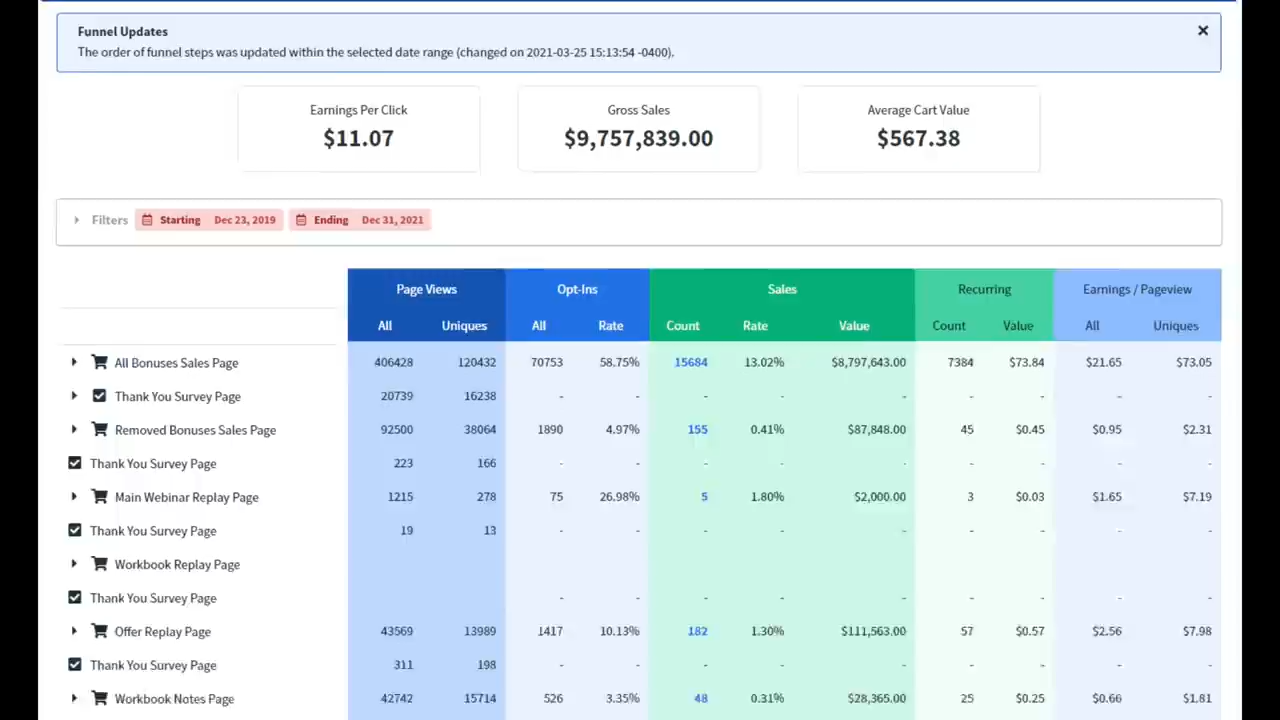 Funnel Updates
The order of funnel steps was updated within the selected date range (changed on 2021-03-25 15:13:54 -0400).
Earnings Per Click Gross Sales Average Cart Value
$11.07 $9,757,839.00 $567.38
Filters Starting Dec 23, 2019 Ending Dec 31, 2021
Page Views Opt-Ins Sales Recurring Earnings / Pageview
All Uniques All Rate Count Rate Value Count Value All Uniques
All Bonuses Sales Page 406428 120432 70753 58.75% 15684 13.02% $8,797,643.00 7384 $73.84 $21.65 $73.05
Thank You Survey Page 20739 16238 - - - - - - - - -
Removed Bonuses Sales Page 92500 38064 1890 4.97% 155 0.41% $87,848.00 45 $0.45 $0.95 $2.31
Thank You Survey Page 223 166 - - - - - - - - -
Main Webinar Replay Page 1215 278 75 26.98% 5 1.80% $2,000.00 3 $0.03 $1.65 $7.19
Thank You Survey Page 19 13 - - - - - - - - -
Workbook Replay Page
Thank You Survey Page - - - - - - - - -
Offer Replay Page 43569 13989 1417 10.13% 182 1.30% $111,563.00 57 $0.57 $2.56 $7.98
Thank You Survey Page 311 198 - - - - - - - - -
Workbook Notes Page 42742 15714 526 3.35% 48 0.31% $28,365.00 25 $0.25 $0.66 $1.81